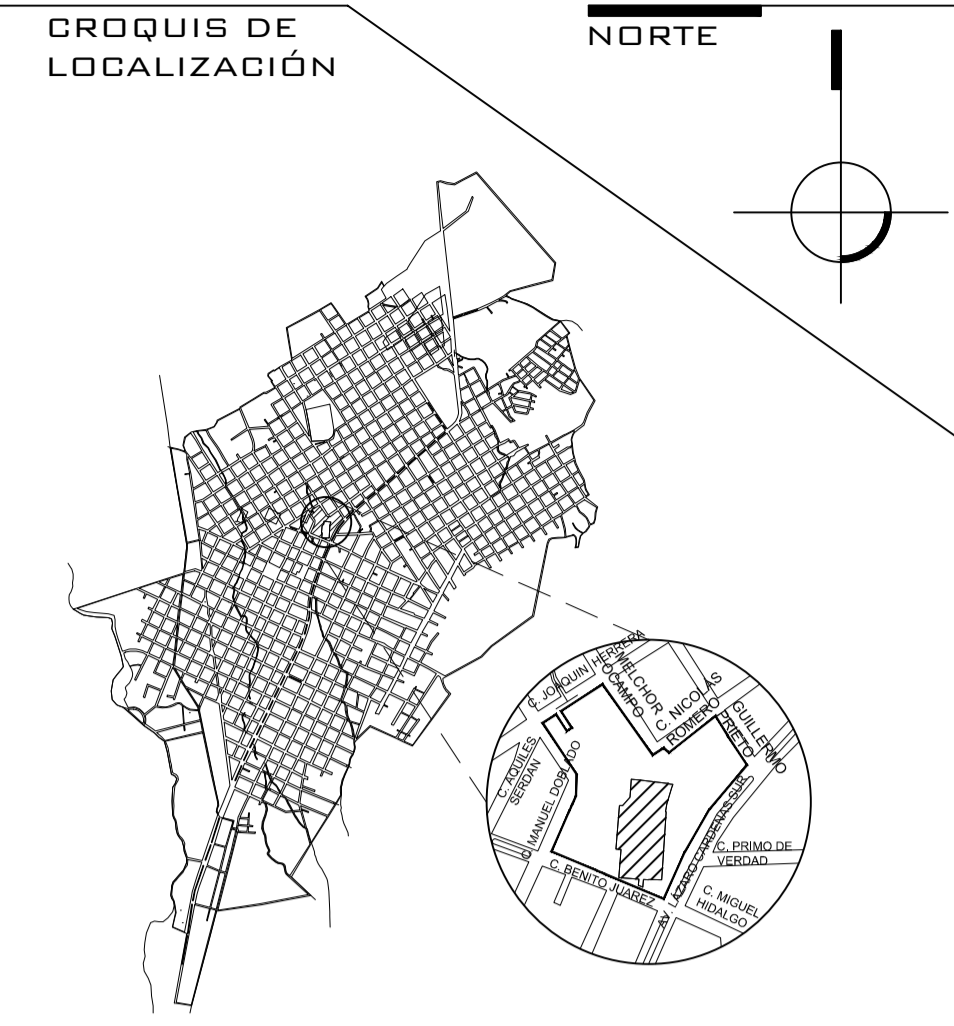 CROQUIS DE
LOCALIZACIÓN
NORTE
C. JOAQUIN HERRERA
MELCHOR
OCAMPO
C. NICOLAS
ROMERO
GUILLERMO
PRIETO
C. AQUILES
SERDAN
C. MANUEL DOBLADO
C. BENITO JUAREZ
AV. LAZARO CARDENAS SUR
C. PRIMO DE
VERDAD
C. MIGUEL
HIDALGO